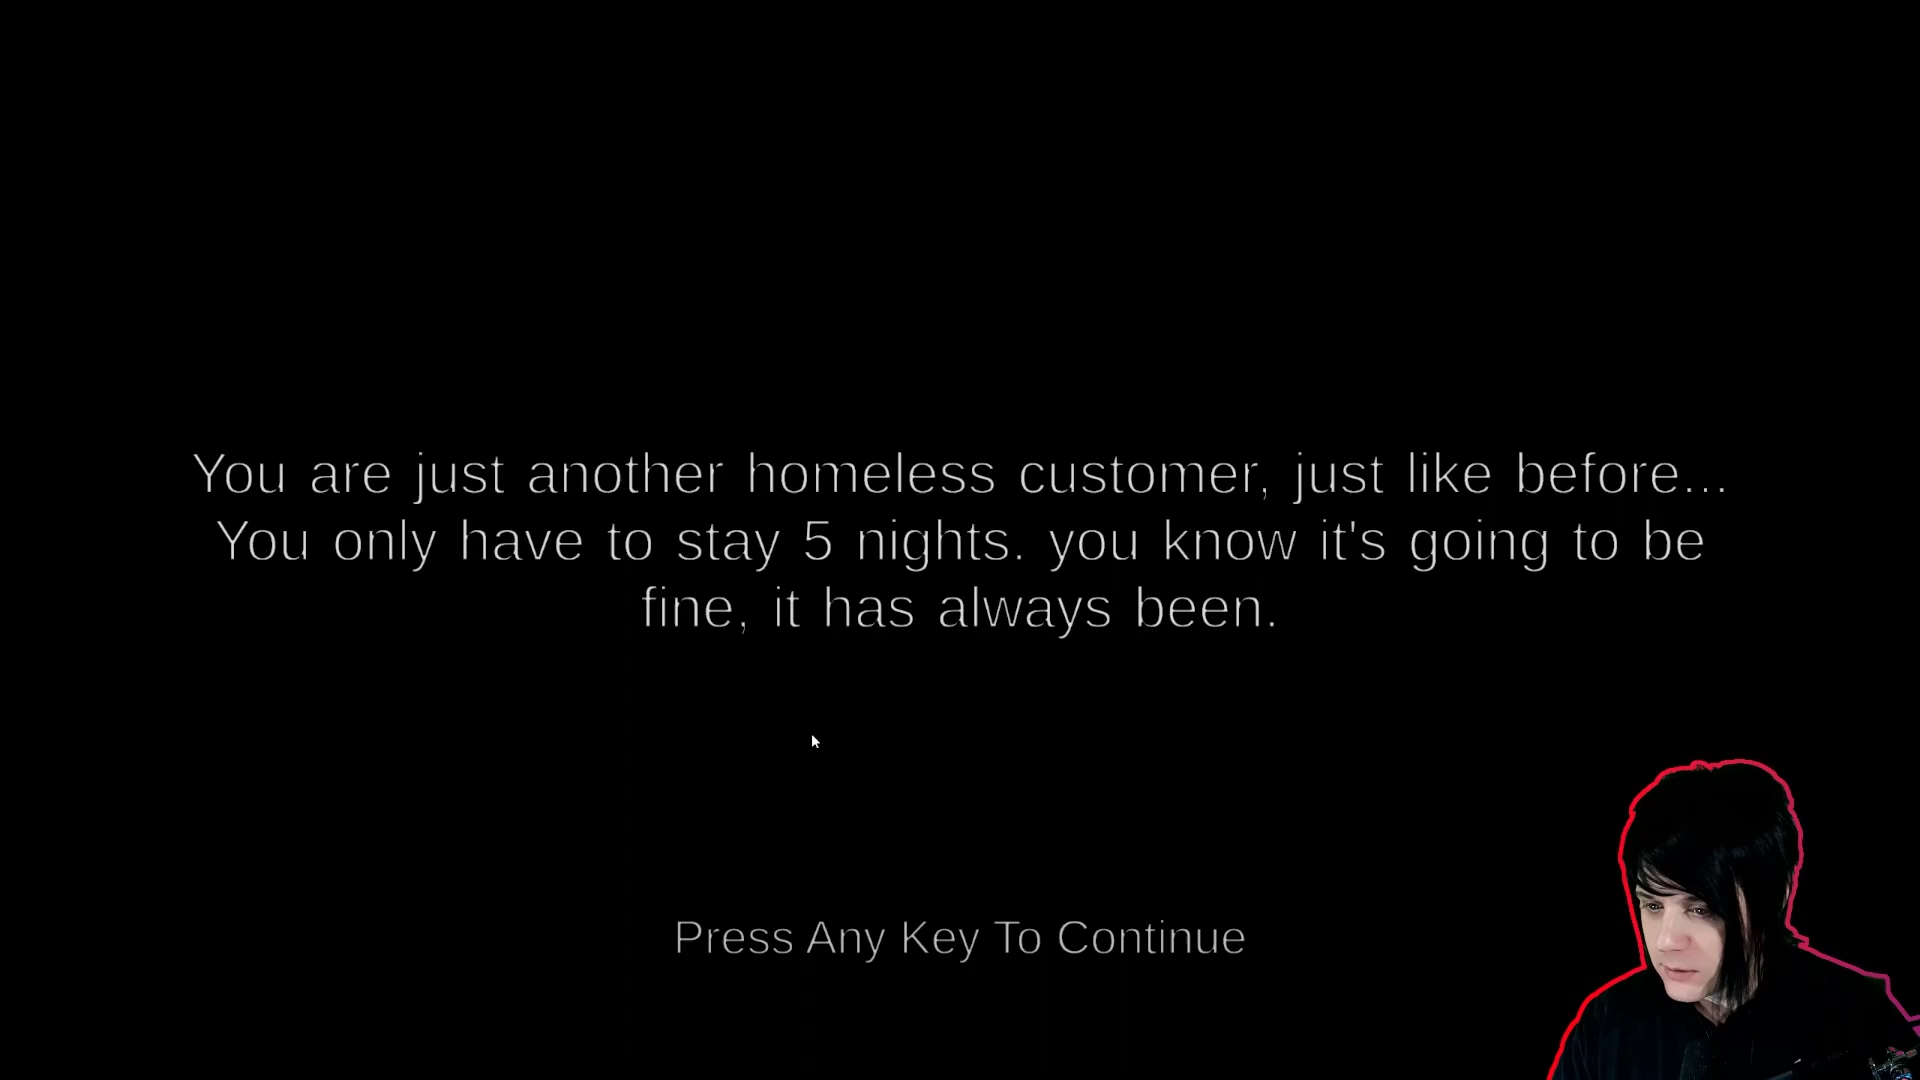 You are just another homeless customer, just like before...
You only have to stay 5 nights. you know it's going to be
fine, it has always been.
Press Any Key To Continue